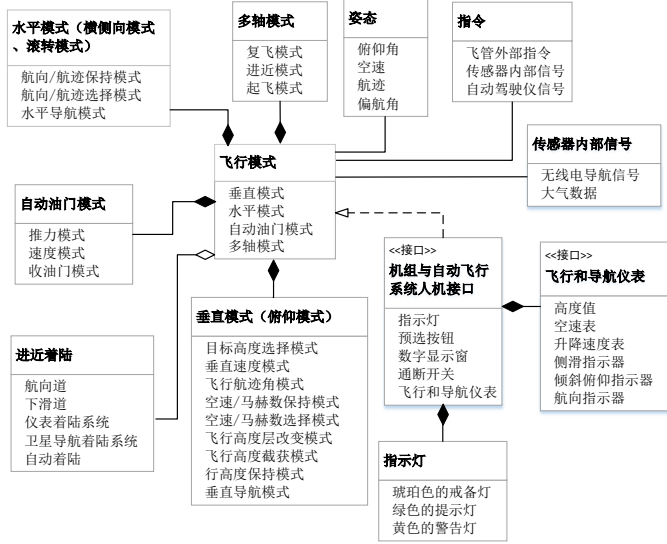 水平模式（横侧向模式
、滚转模式）
航向/航迹保持模式
航向/航迹选择模式
水平导航模式
多轴模式
复飞模式
进近模式
起飞模式
姿态
俯仰角
空速
航迹
偏航角
指令
飞管外部指令
传感器内部信号
自动驾驶仪信号
传感器内部信号
无线电导航信号
大气数据
飞行模式
垂直模式
水平模式
自动油门模式
多轴模式
自动油门模式
推力模式
速度模式
收油门模式
<<接口>>
机组与自动飞行
系统人机接口
指示灯
预选按钮
数字显示窗
通断开关
飞行和导航仪表
<<接口>>
飞行和导航仪表
高度值
空速表
升降速度表
侧滑指示器
倾斜俯仰指示器
航向指示器
垂直模式（俯仰模式）
目标高度选择模式
垂直速度模式
飞行航迹角模式
空速/马赫数保持模式
空速/马赫数选择模式
飞行高度层改变模式
飞行高度截获模式
行高度保持模式
垂直导航模式
进近着陆
航向道
下滑道
仪表着陆系统
卫星导航着陆系统
自动着陆
指示灯
琥珀色的戒备灯
绿色的提示灯
黄色的警告灯